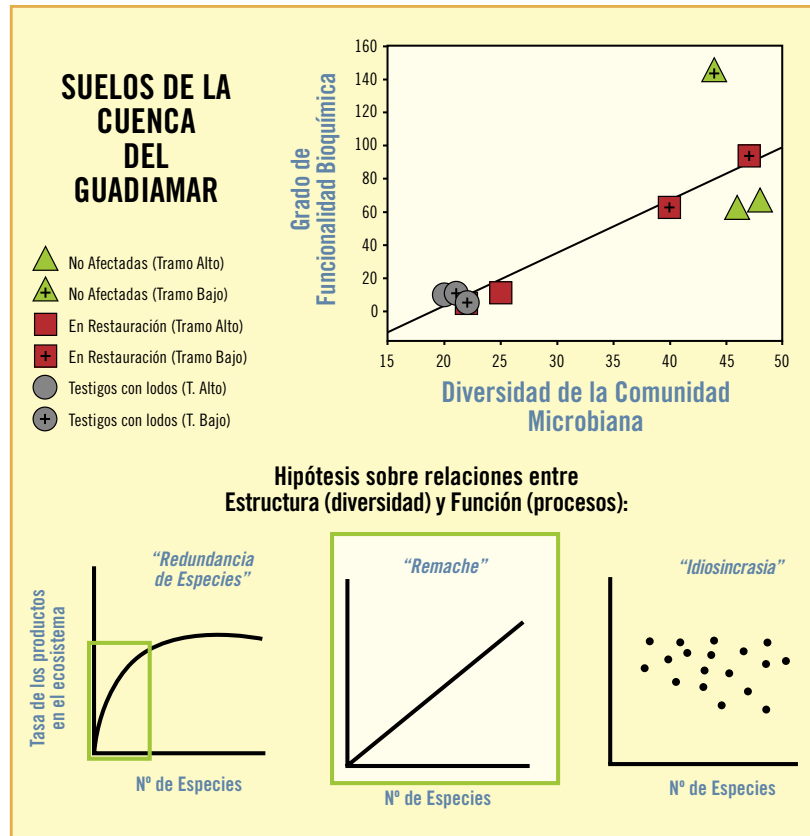 SUELOS DE LA
CUENCA
DEL
GUADIAMAR
No Afectadas (Tramo Alto)
No Afectadas (Tramo Bajo)
En Restauración (Tramo Alto)
En Restauración (Tramo Bajo)
Testigos con lodos (T. Alto)
Testigos con lodos (T. Bajo)
Grado de
Funcionalidad Bioquímica
160
140
120
100
80
60
40
20
0
15 20 25 30 35 40 45 50
Diversidad de la Comunidad
Microbiana
Hipótesis sobre relaciones entre
Estructura (diversidad) y Función (procesos):
Tasa de los productos
en el ecosistema
“Redundancia
de Especies”
Nº de Especies
“Remache”
Nº de Especies
“Idiosincrasia”
Nº de Especies